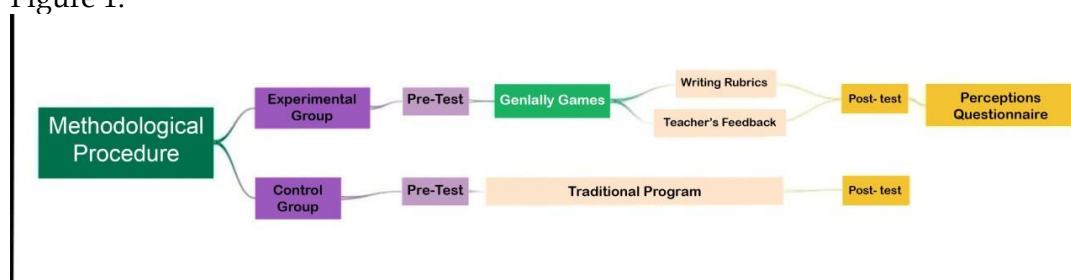 Figure 1.
Methodological
Procedure
Experimental
Group
Pre-Test
Genlally Games
Writing Rubrics
Teacher's Feedback
Post- test
Perceptions
Questionnaire
Control
Group
Pre-Test
Traditional Program
Post- test